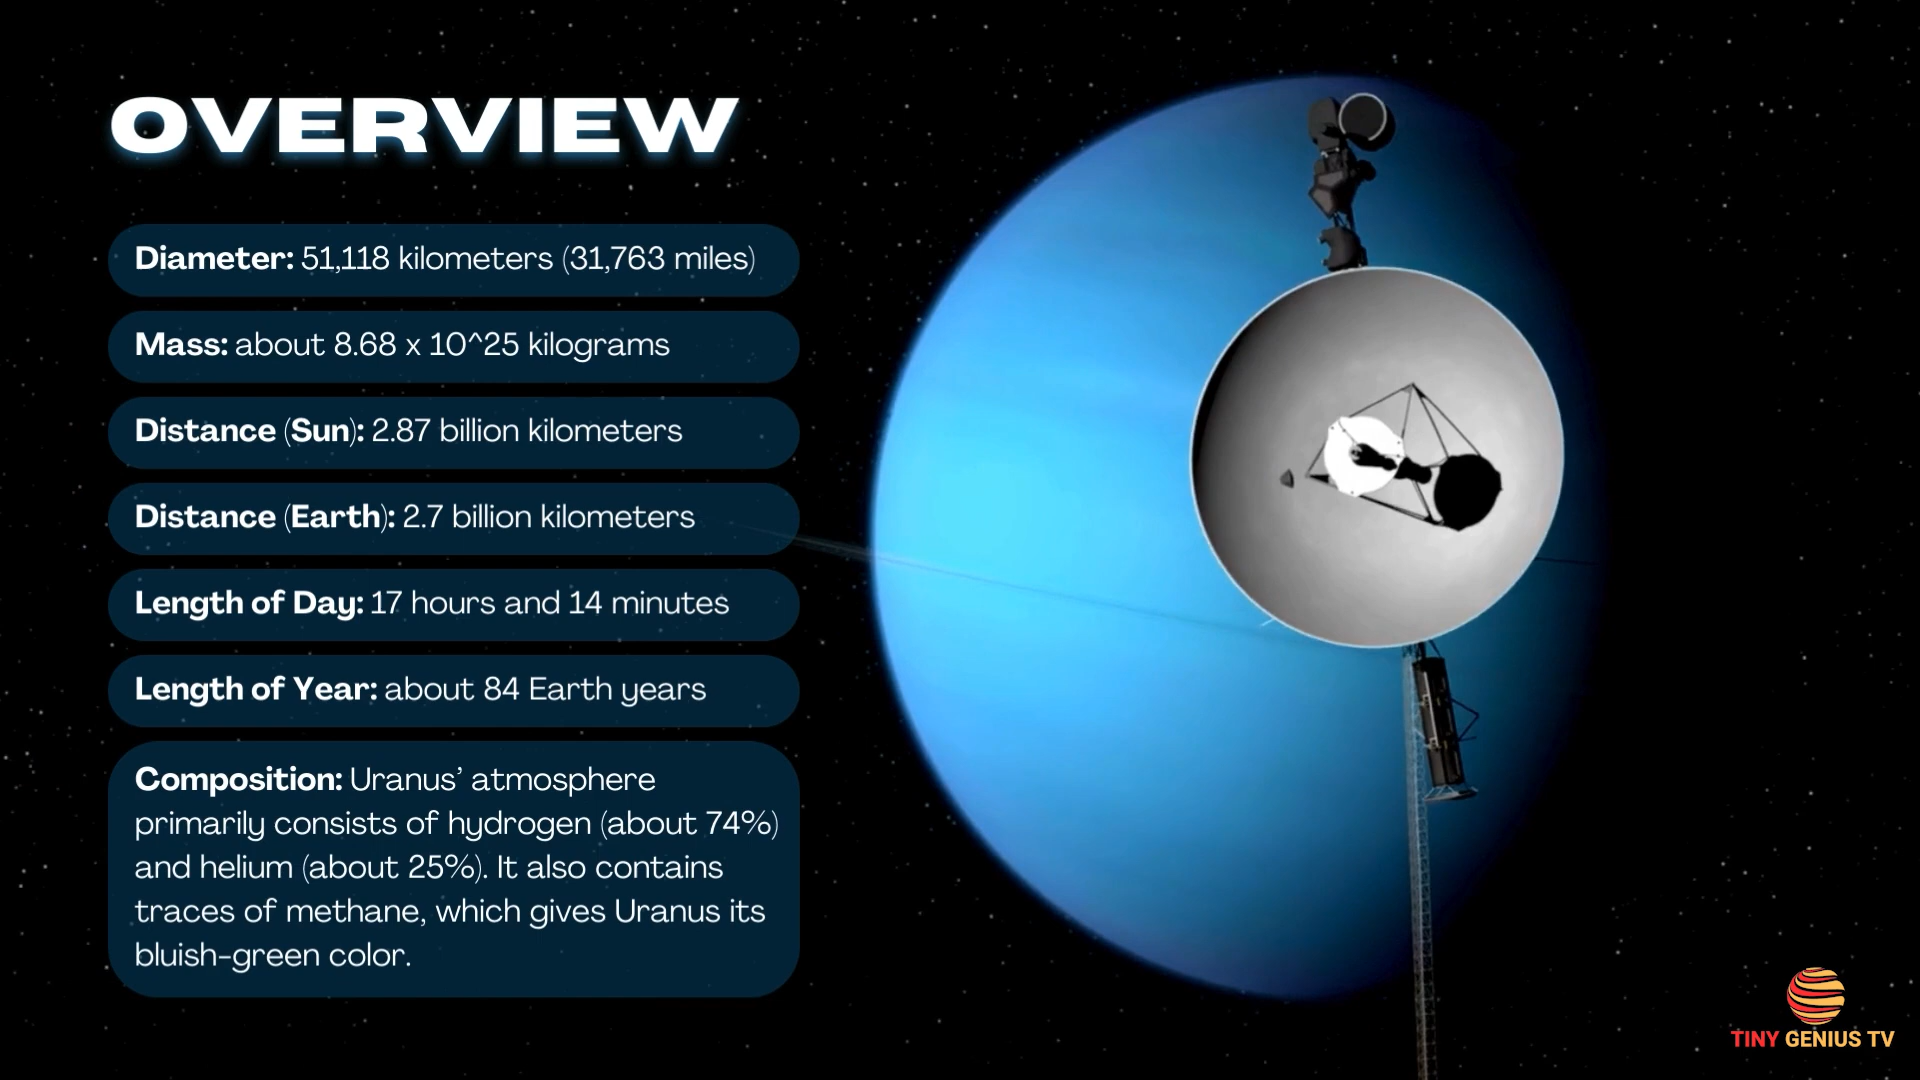 OVERVIEW
Diameter: 51,118 kilometers (31,763 miles)
Mass: about 8.68 x 10^25 kilograms
Distance (Sun): 2.87 billion kilometers
Distance (Earth): 2.7 billion kilometers
Length of Day: 17 hours and 14 minutes
Length of Year: about 84 Earth years
Composition: Uranus’ atmosphere
primarily consists of hydrogen (about 74%)
and helium (about 25%). It also contains
traces of methane, which gives Uranus its
bluish-green color.
TINY GENIUS TV